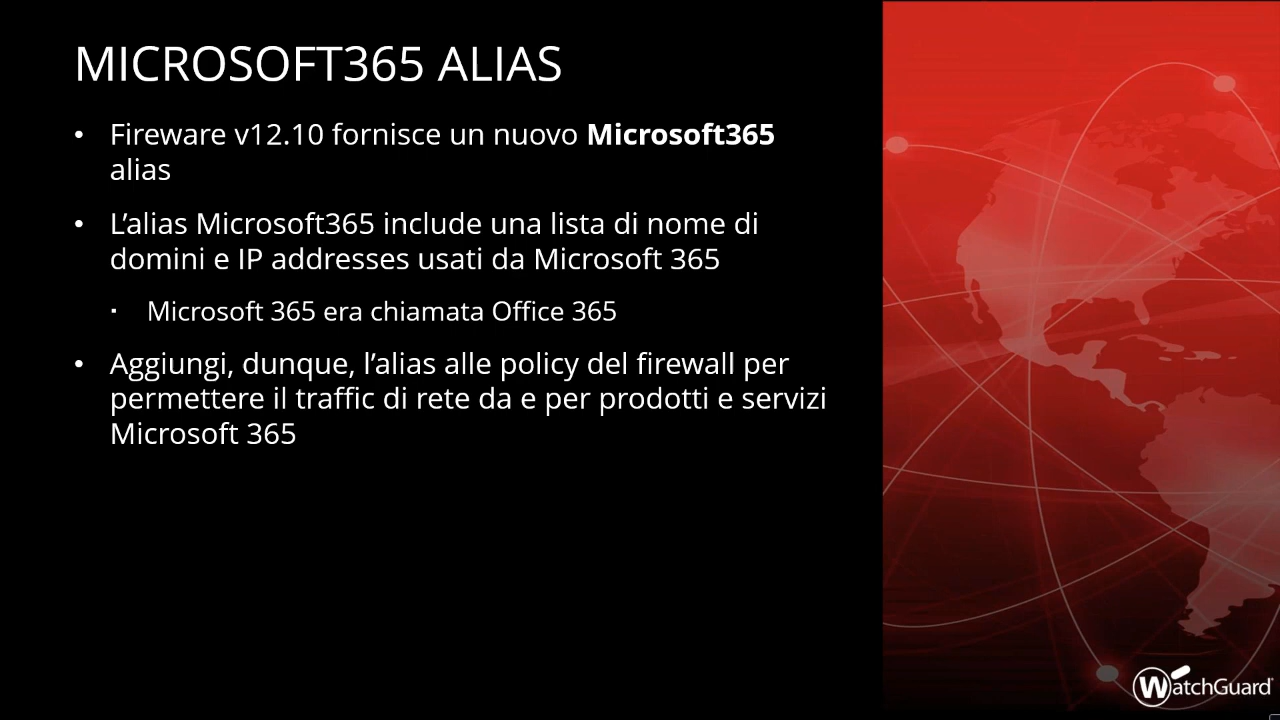 MICROSOFT365 ALIAS
• Fireware v12.10 fornisce un nuovo Microsoft365
alias
• L’alias Microsoft365 include una lista di nome di
domini e IP addresses usati da Microsoft 365
▪ Microsoft 365 era chiamata Office 365
• Aggiungi, dunque, l’alias alle policy del firewall per
permettere il traffic di rete da e per prodotti e servizi
Microsoft 365
WatchGuard